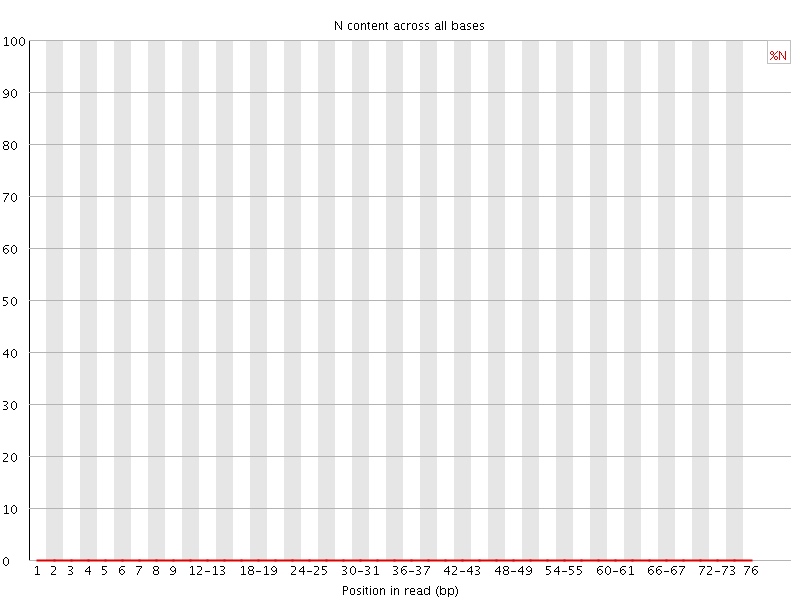 N content across all bases
%N
100
90
80
70
60
50
40
30
20
10
0
1 2 3 4 5 6 7 8 9 12-13 18-19 24-25 30-31 36-37 42-43 48-49 54-55 60-61 66-67 72-73 76
Position in read (bp)